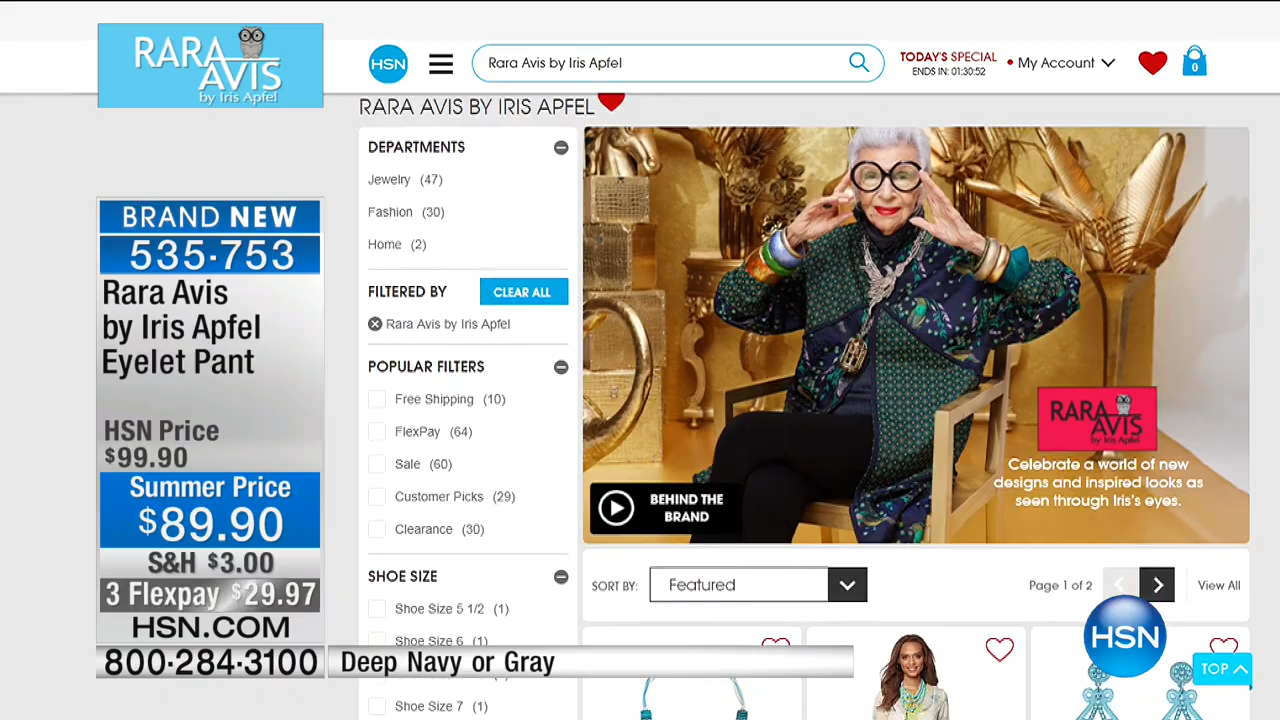 RARA
AVIS
by Iris Apfel
HSN
Rara Avis by Iris Apfel
TODAY'S SPECIAL
ENDS IN: 01:30:52
• My Account
0
RARA AVIS BY IRIS APFEL
BRAND NEW
535-753
Rara Avis
by Iris Apfel
Eyelet Pant
HSN Price
$99.90
Summer Price
$89.90
S&H $3.00
3 Flexpay $29.97
HSN.COM
800-284-3100
Deep Navy or Gray
DEPARTMENTS
Jewelry (47)
Fashion (30)
Home (2)
FILTERED BY
CLEAR ALL
Rara Avis by Iris Apfel
POPULAR FILTERS
Free Shipping (10)
FlexPay (64)
Sale (60)
Customer Picks (29)
Clearance (30)
SHOE SIZE
Shoe Size 5 1/2 (1)
Shoe Size 6 (1)
Shoe Size 7 (1)
RARA
AVIS
by Iris Apfel
Celebrate a world of new
designs and inspired looks as
seen through Iris's eyes.
BEHIND THE
BRAND
SORT BY:
Featured
Page 1 of 2
View All
HSN
TOP